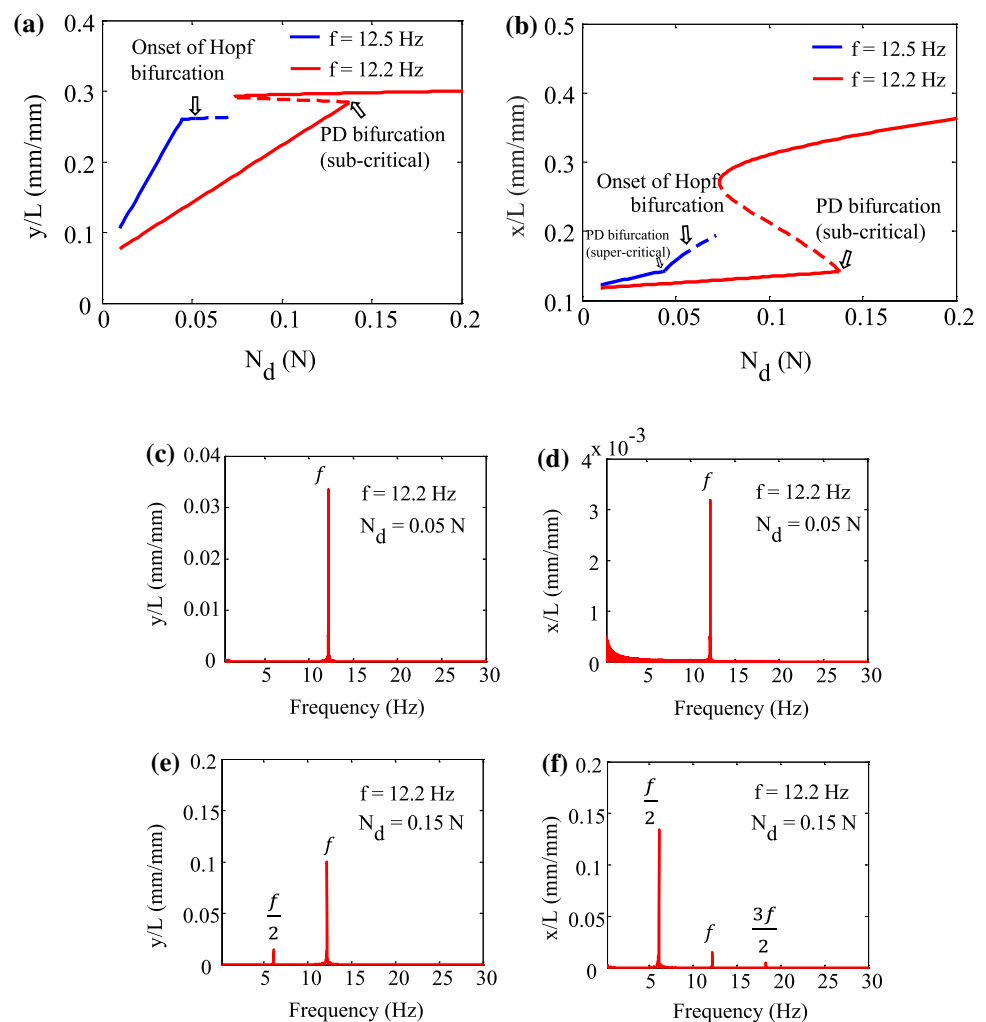 (a)
0.4
0.3
0.2
0.1
0
y/L (mm/mm)
Onset of Hopf
bifurcation
f = 12.5 Hz
f = 12.2 Hz
PD bifurcation
(sub-critical)
0 0.05 0.1 0.15 0.2
N_d (N)
(b)
0.5
0.4
0.3
0.2
0.1
x/L (mm/mm)
f = 12.5 Hz
f = 12.2 Hz
Onset of Hopf
bifurcation
PD bifurcation
(super-critical)
PD bifurcation
(sub-critical)
0 0.05 0.1 0.15 0.2
N_d (N)
(c)
0.04
0.03
0.02
0.01
0
y/L (mm/mm)
f
f = 12.2 Hz
N_d = 0.05 N
5 10 15 20 25 30
Frequency (Hz)
(d)
4 x 10^-3
3
2
1
0
x/L (mm/mm)
f
f = 12.2 Hz
N_d = 0.05 N
5 10 15 20 25 30
Frequency (Hz)
(e)
0.2
0.15
0.1
0.05
0
y/L (mm/mm)
f/2
f
f = 12.2 Hz
N_d = 0.15 N
5 10 15 20 25 30
Frequency (Hz)
(f)
0.2
0.15
0.1
0.05
0
x/L (mm/mm)
f/2
f
3f/2
f = 12.2 Hz
N_d = 0.15 N
5 10 15 20 25 30
Frequency (Hz)